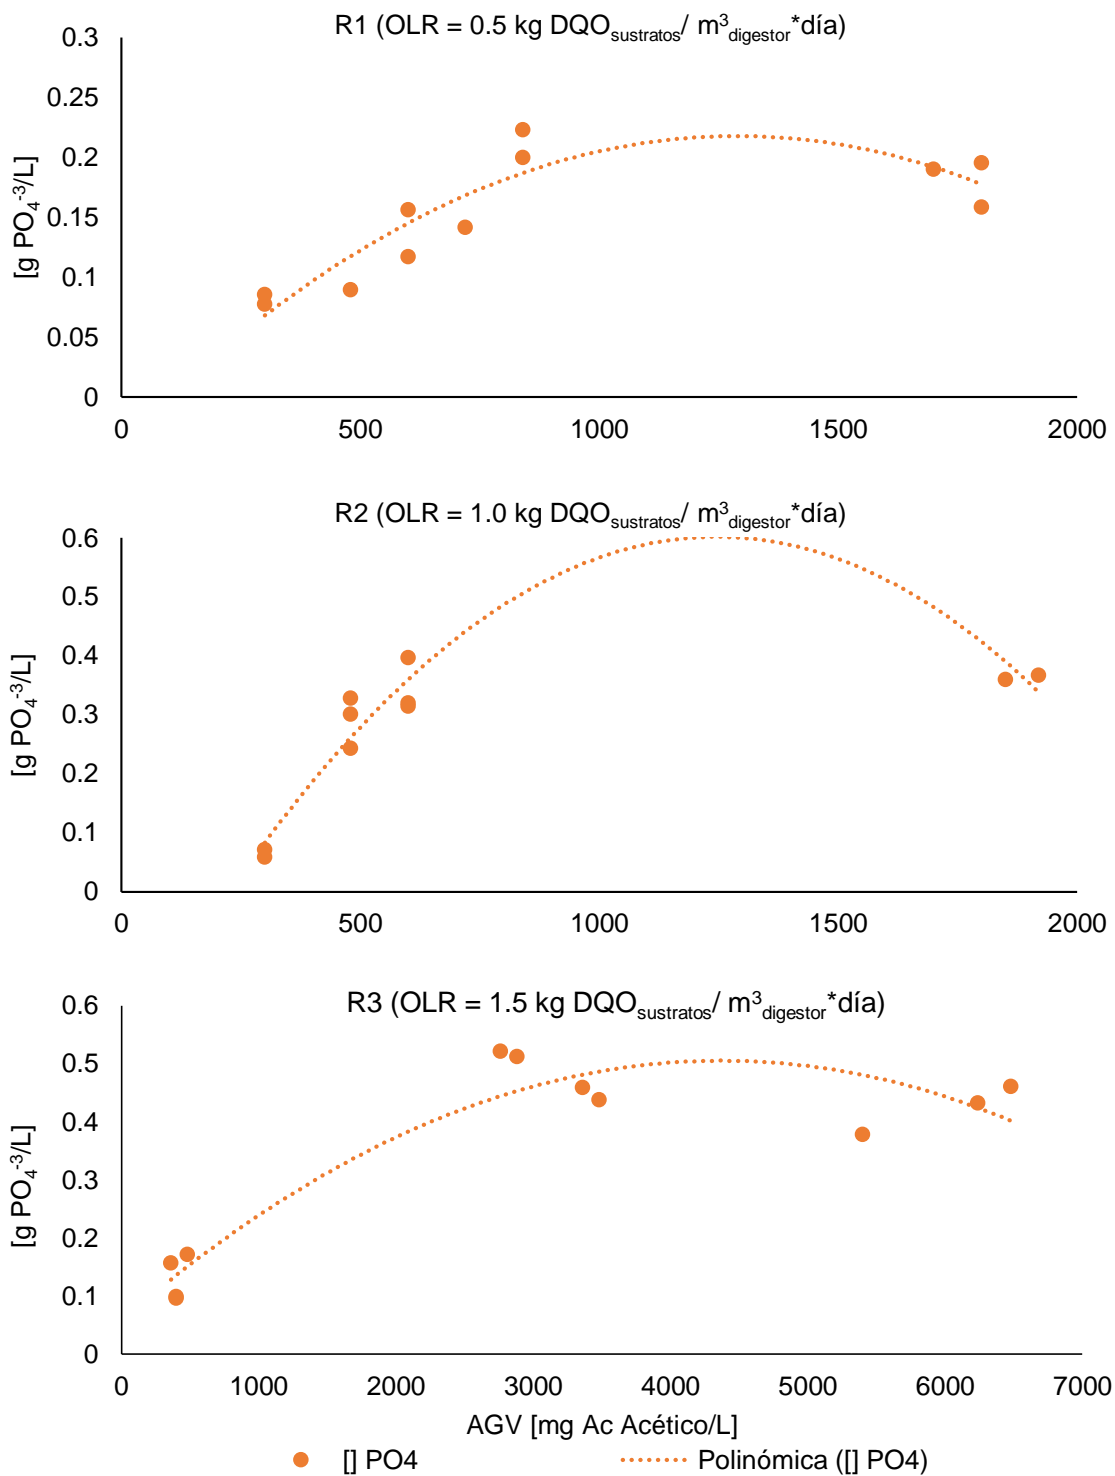 R1 (OLR = 0.5 kg DQOsustratos/ m3digestor*día)
0.3
0.25
0.2
0.15
0.1
0.05
0
[g PO4-3/L]
0 500 1000 1500 2000
R2 (OLR = 1.0 kg DQOsustratos/ m3digestor*día)
0.6
0.5
0.4
0.3
0.2
0.1
0
[g PO4-3/L]
0 500 1000 1500 2000
R3 (OLR = 1.5 kg DQOsustratos/ m3digestor*día)
0.6
0.5
0.4
0.3
0.2
0.1
0
[g PO4-3/L]
0 1000 2000 3000 4000 5000 6000 7000
AGV [mg Ac Acético/L]
[] PO4 Polinómica ([] PO4)